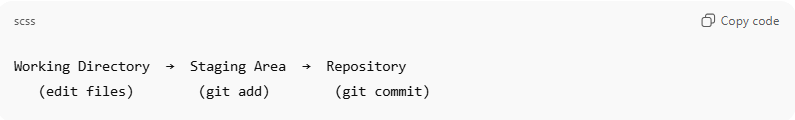 scss
Copy code
Working Directory → Staging Area → Repository
(edit files) (git add) (git commit)